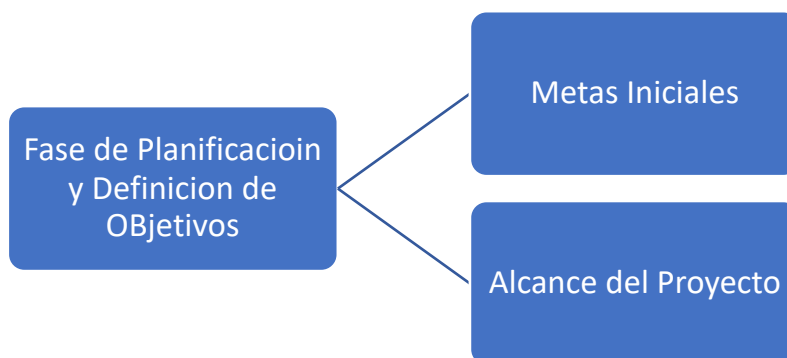 Fase de Planificacioin
y Definicion de
OBjetivos
Metas Iniciales
Alcance del Proyecto